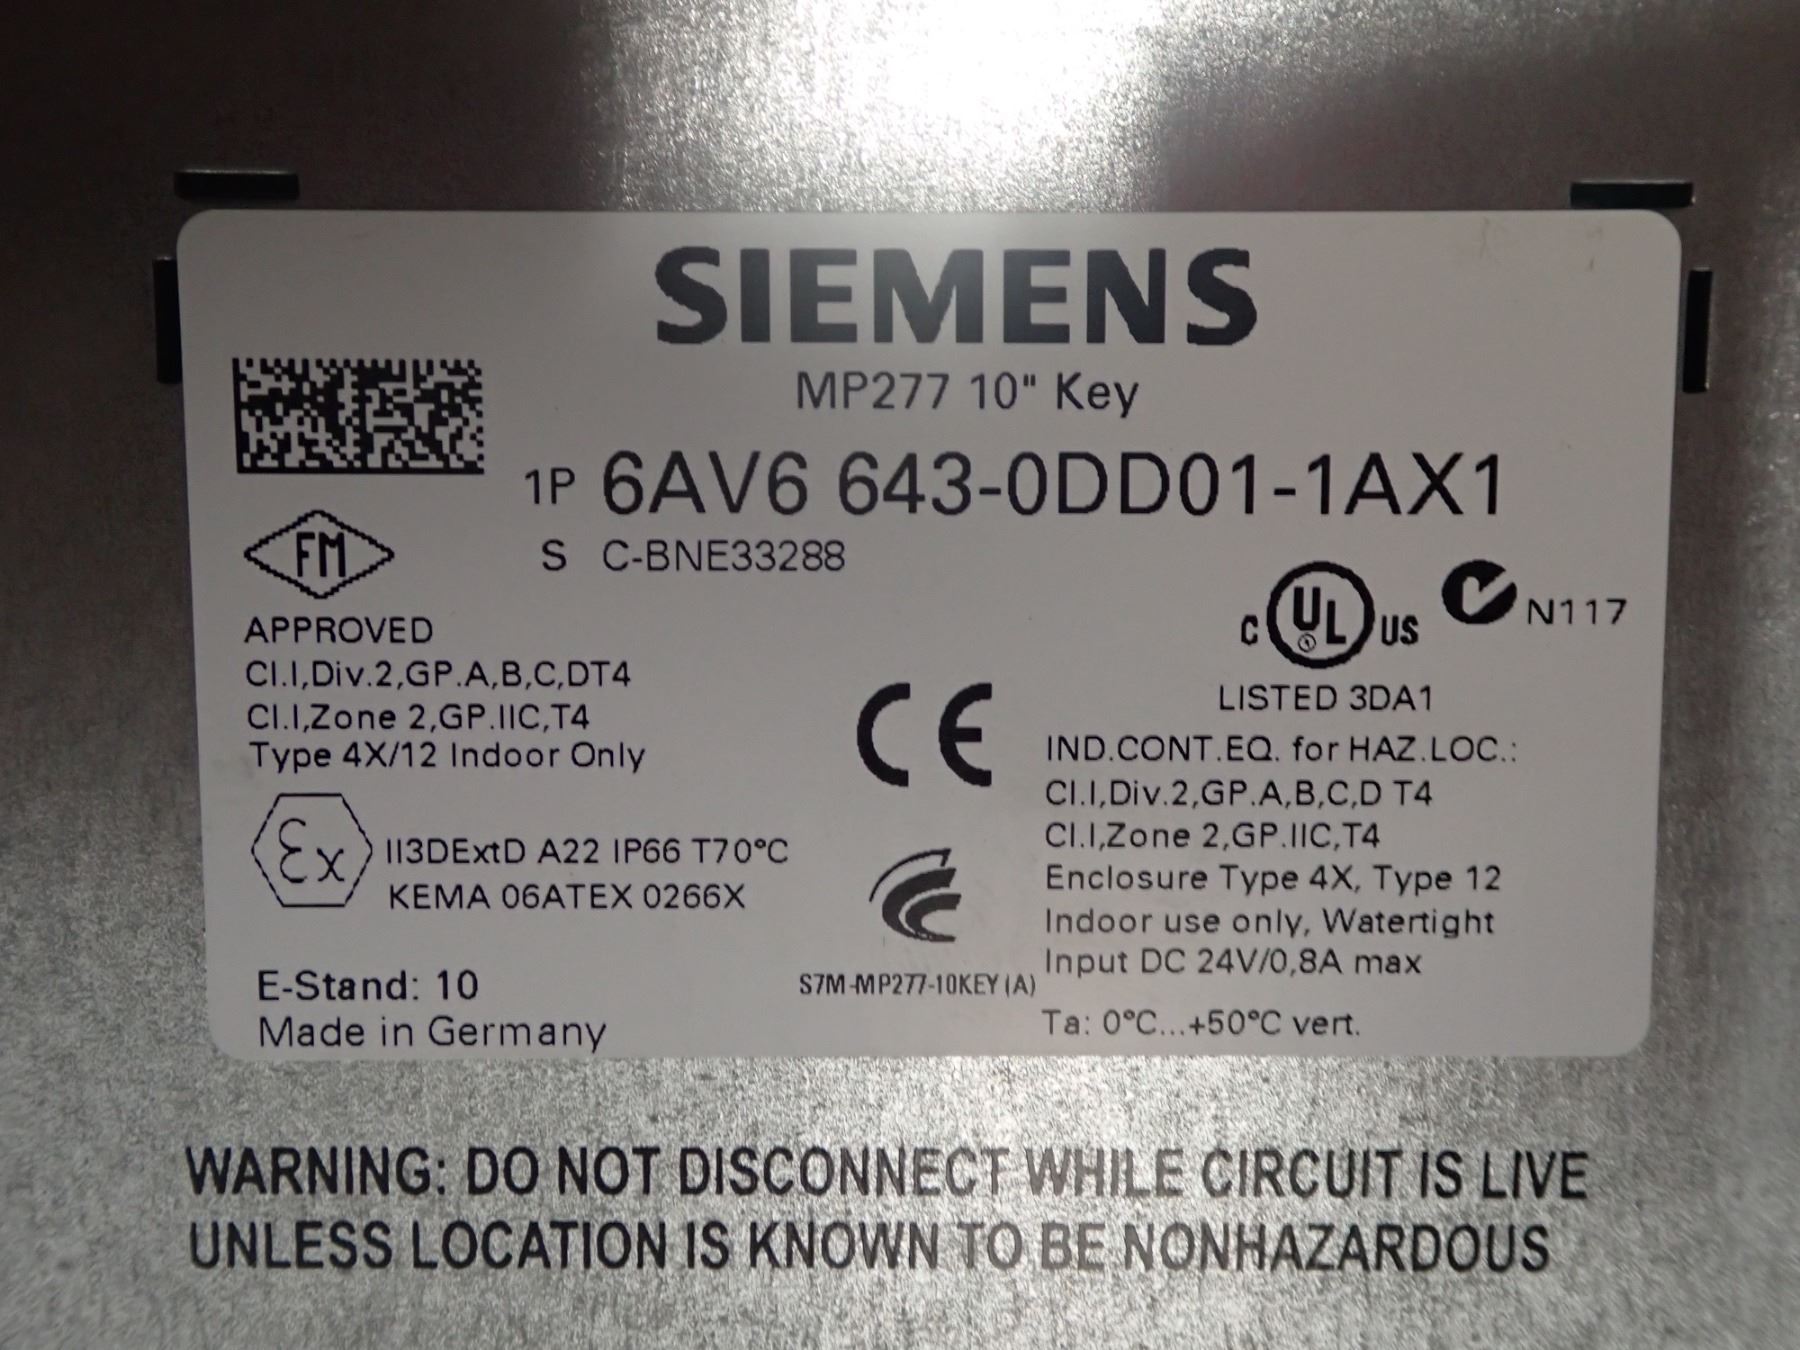 SIEMENS
MP277 10" Key
1P 6AV6 643-0DD01-1AX1
S C-BNE33288
FM
APPROVED
Cl.I,Div.2,GP.A,B,C,DT4
Cl.I,Zone 2,GP.IIC,T4
Type 4X/12 Indoor Only
Ex II3DExtD A22 IP66 T70°C
KEMA 06ATEX 0266X
E-Stand: 10
Made in Germany
CE
S7M-MP277-10KEY(A)
C UL US N117
LISTED 3DA1
IND.CONT.EQ. for HAZ.LOC.:
Cl.I,Div.2,GP.A,B,C,D T4
Cl.I,Zone 2,GP.IIC,T4
Enclosure Type 4X, Type 12
Indoor use only, Watertight
Input DC 24V/0,8A max
Ta: 0°C...+50°C vert.
WARNING: DO NOT DISCONNECT WHILE CIRCUIT IS LIVE
UNLESS LOCATION IS KNOWN TO BE NONHAZARDOUS